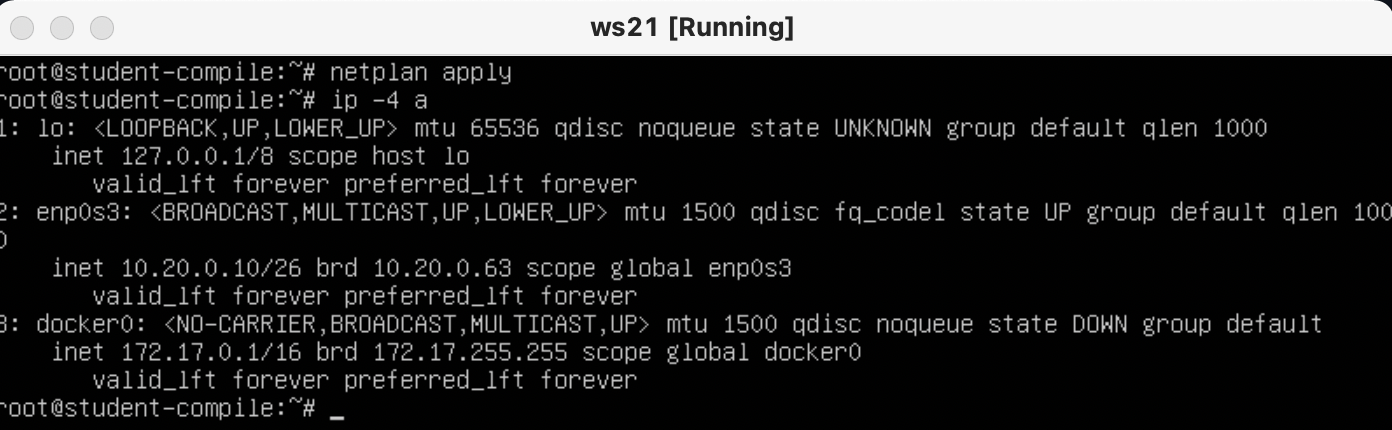 ws21 [Running]
root@student-compile:~# netplan apply
root@student-compile:~# ip -4 a
1: lo: <LOOPBACK,UP,LOWER_UP> mtu 65536 qdisc noqueue state UNKNOWN group default qlen 1000
    inet 127.0.0.1/8 scope host lo
       valid_lft forever preferred_lft forever
2: enp0s3: <BROADCAST,MULTICAST,UP,LOWER_UP> mtu 1500 qdisc fq_codel state UP group default qlen 100
0
    inet 10.20.0.10/26 brd 10.20.0.63 scope global enp0s3
       valid_lft forever preferred_lft forever
3: docker0: <NO-CARRIER,BROADCAST,MULTICAST,UP> mtu 1500 qdisc noqueue state DOWN group default
    inet 172.17.0.1/16 brd 172.17.255.255 scope global docker0
       valid_lft forever preferred_lft forever
root@student-compile:~# _